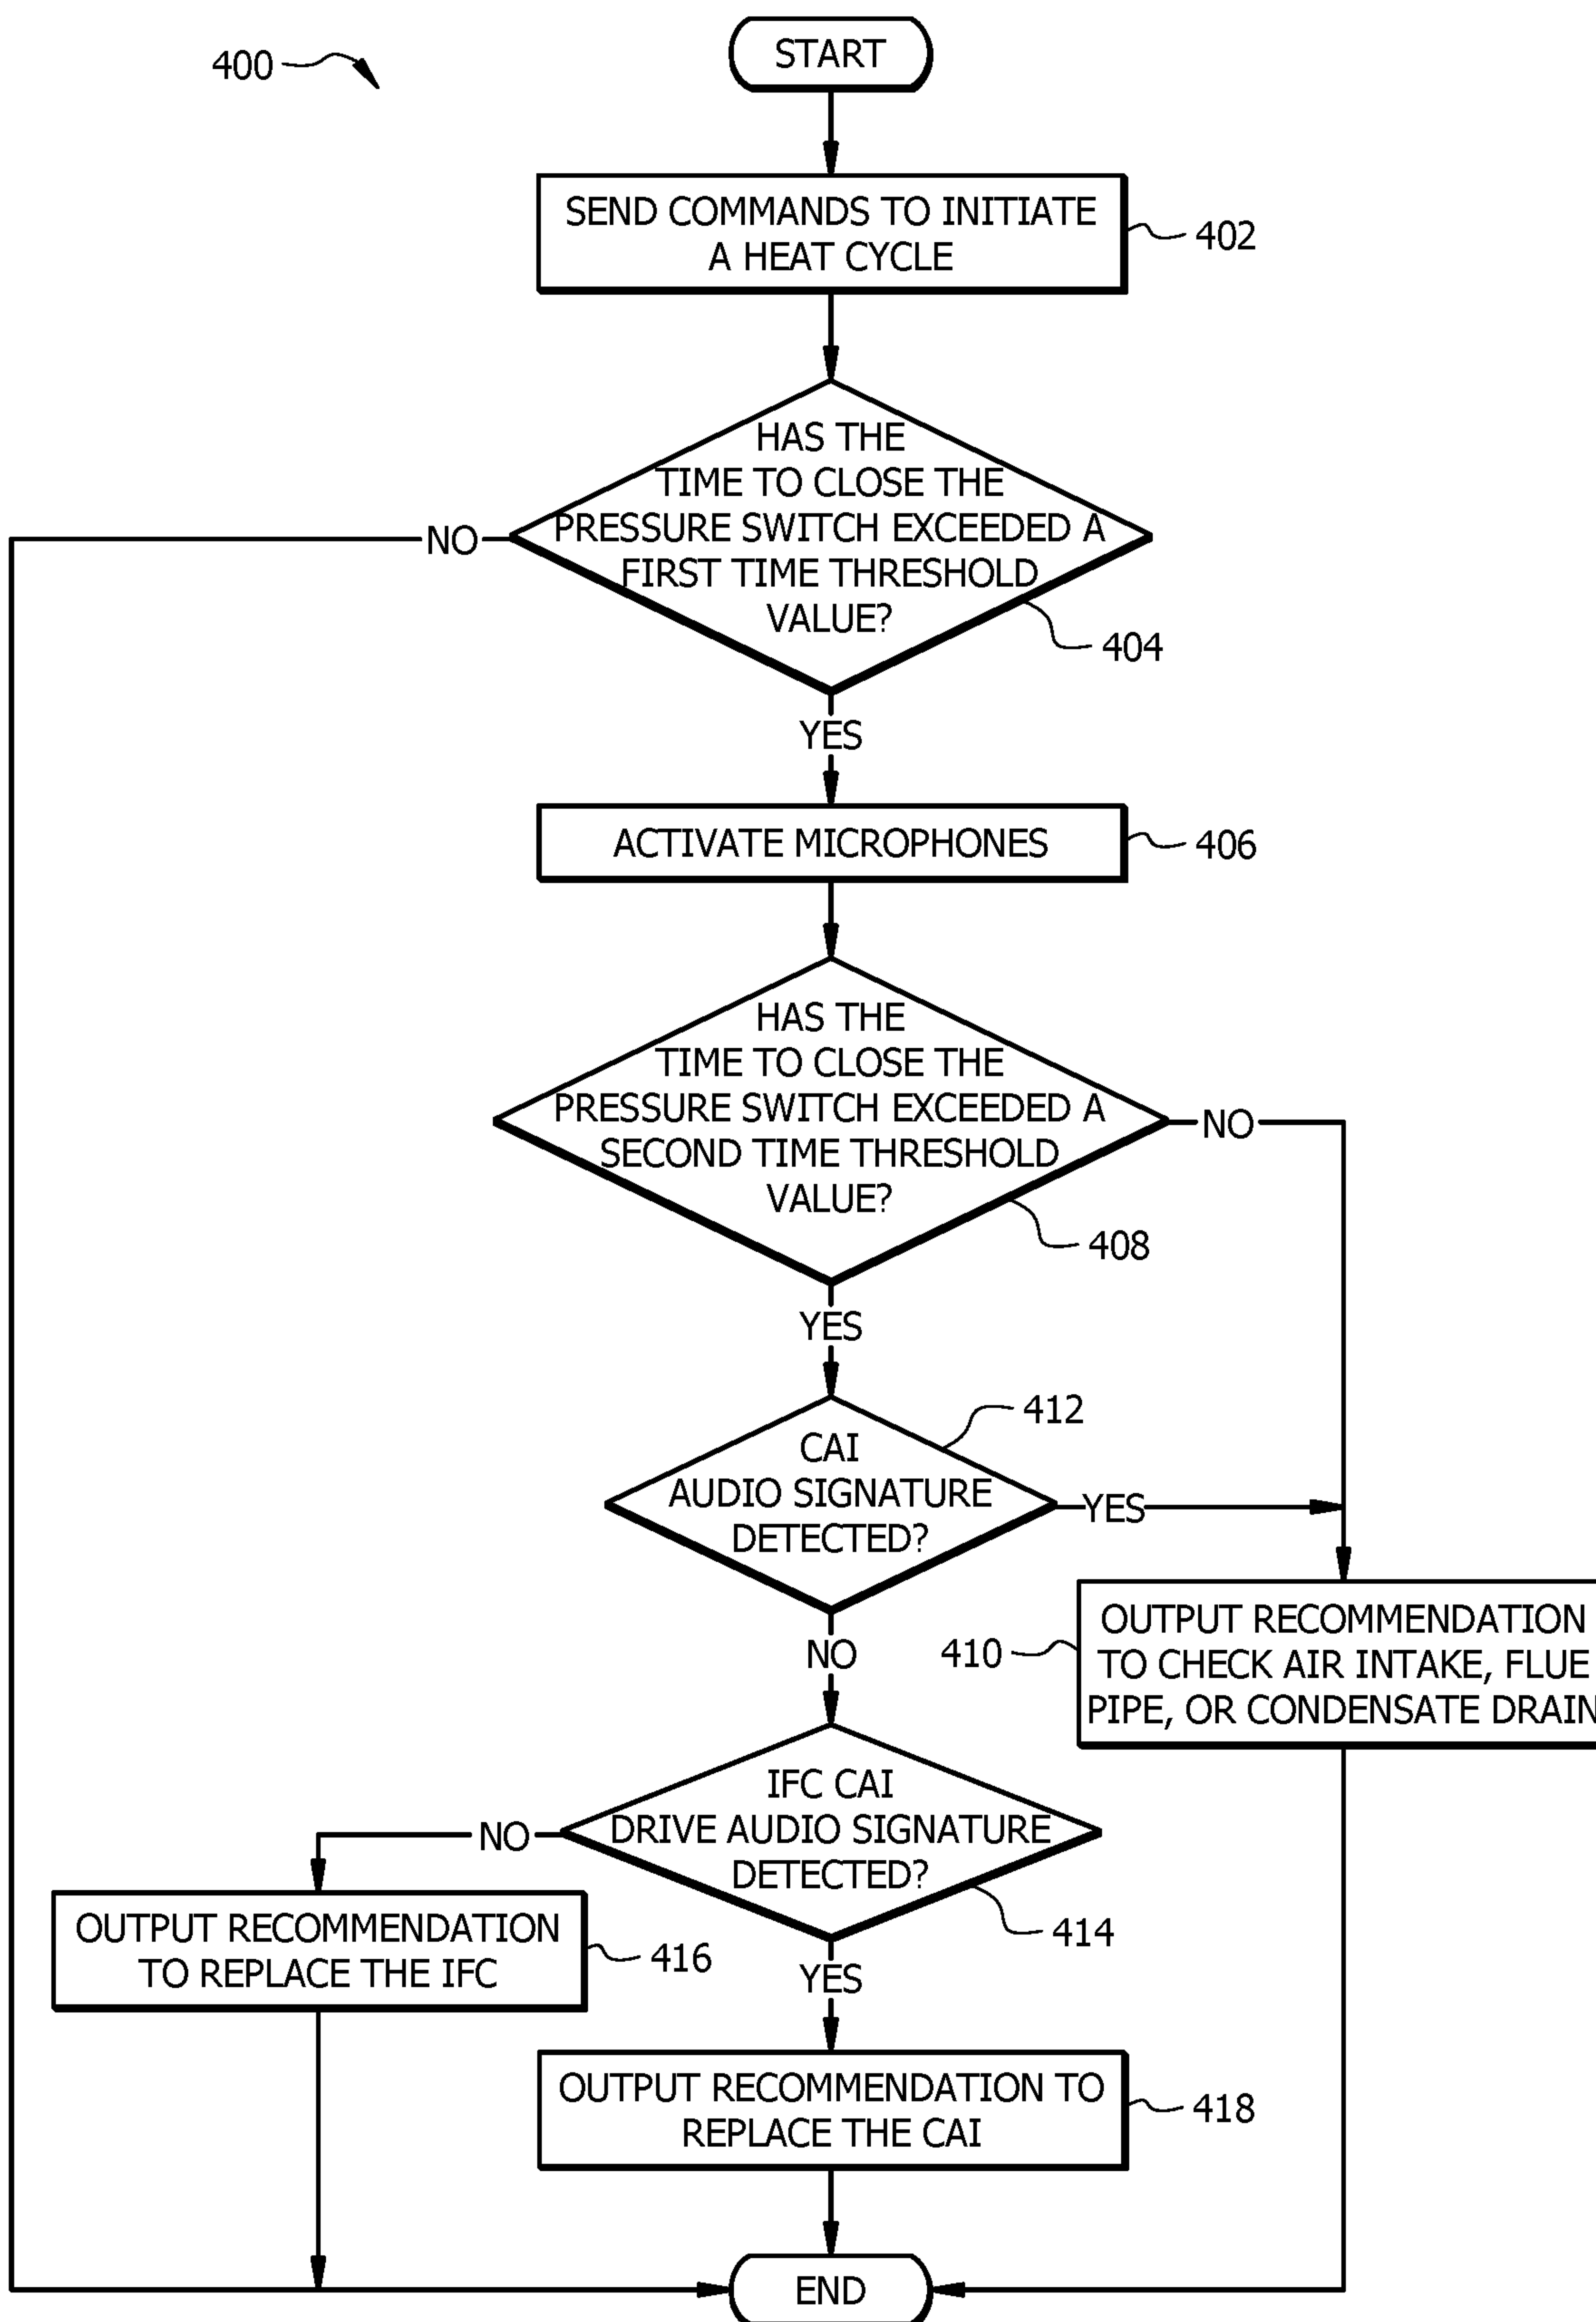 400
START
SEND COMMANDS TO INITIATE
A HEAT CYCLE
402
HAS THE
TIME TO CLOSE THE
PRESSURE SWITCH EXCEEDED A
FIRST TIME THRESHOLD
VALUE?
404
NO
YES
ACTIVATE MICROPHONES
406
HAS THE
TIME TO CLOSE THE
PRESSURE SWITCH EXCEEDED A
SECOND TIME THRESHOLD
VALUE?
408
NO
YES
CAI
AUDIO SIGNATURE
DETECTED?
412
YES
NO
410
OUTPUT RECOMMENDATION
TO CHECK AIR INTAKE, FLUE
PIPE, OR CONDENSATE DRAIN
IFC CAI
DRIVE AUDIO SIGNATURE
DETECTED?
414
NO
YES
OUTPUT RECOMMENDATION
TO REPLACE THE IFC
416
OUTPUT RECOMMENDATION TO
REPLACE THE CAI
418
END